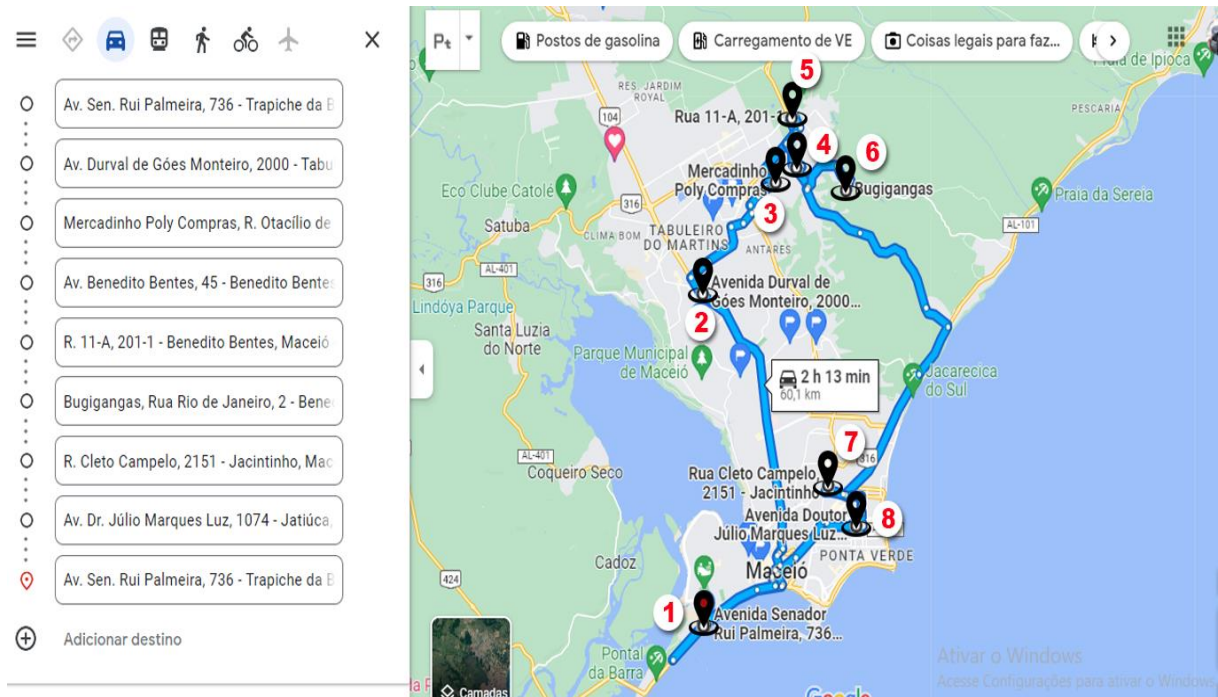 Av. Sen. Rui Palmeira, 736 - Trapiche da B
Av. Durval de Góes Monteiro, 2000 - Tabu
Mercadinho Poly Compras, R. Otacílio de
Av. Benedito Bentes, 45 - Benedito Bentes
R. 11-A, 201-1 - Benedito Bentes, Maceió
Bugigangas, Rua Rio de Janeiro, 2 - Bene
R. Cleto Campelo, 2151 - Jacintinho, Mac
Av. Dr. Júlio Marques Luz, 1074 - Jatiúca,
Av. Sen. Rui Palmeira, 736 - Trapiche da B
Adicionar destino
Postos de gasolina
Carregamento de VE
Coisas legais para faz...
Praia de Ipioca
5
RES. JARDIM
ROYAL
PESCARIA
104
Rua 11-A, 201-1
4
6
Mercadinho
Poly Compras
Bugigangas
Eco Clube Catolé
316
3
Praia da Sereia
Satuba
CLIMA BOM
TABULEIRO
DO MARTINS
ANTARES
AL-101
AL-401
316
Avenida Durval de
Góes Monteiro, 2000...
Lindóya Parque
2
Santa Luzia
do Norte
Parque Municipal
de Maceió
2 h 13 min
60,1 km
Jacarecica
do Sul
7
AL-401
316
Coqueiro Seco
Rua Cleto Campelo,
2151 - Jacintinho
8
Avenida Doutor
Júlio Marques Luz...
PONTA VERDE
Cadoz
Maceió
424
1
Avenida Senador
Rui Palmeira, 736...
Pontal
da Barra
Camadas
Google
Ativar o Windows
Acesse Configurações para ativar o Windows.